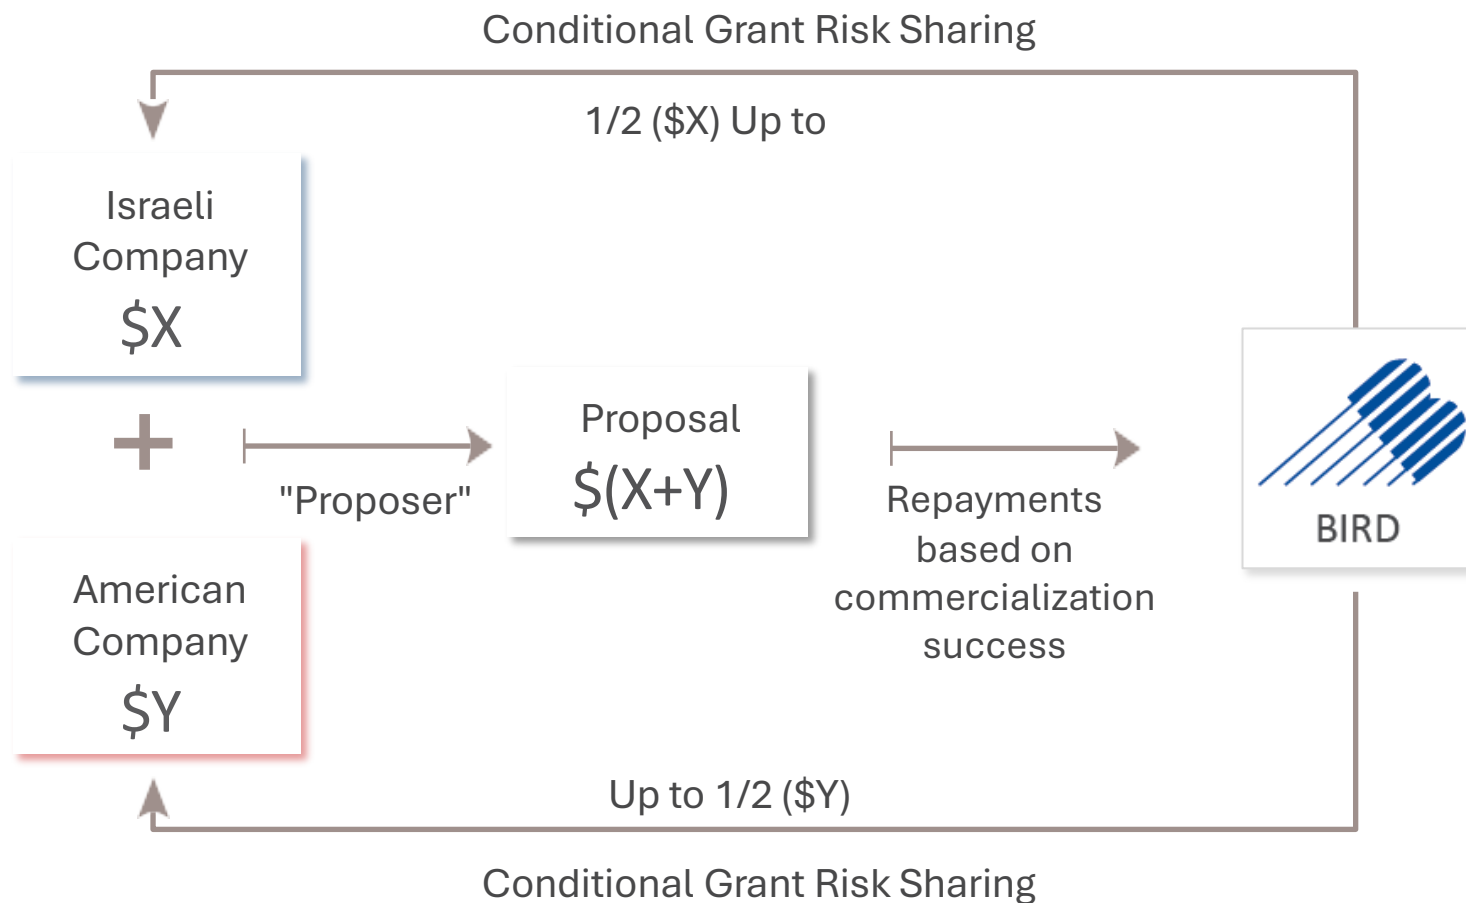 Conditional Grant Risk Sharing
1/2 ($X) Up to
Israeli
Company
$X
+
American
Company
$Y
"Proposer"
Proposal
$(X+Y)
Repayments
based on
commercialization
success
BIRD
Up to 1/2 ($Y)
Conditional Grant Risk Sharing